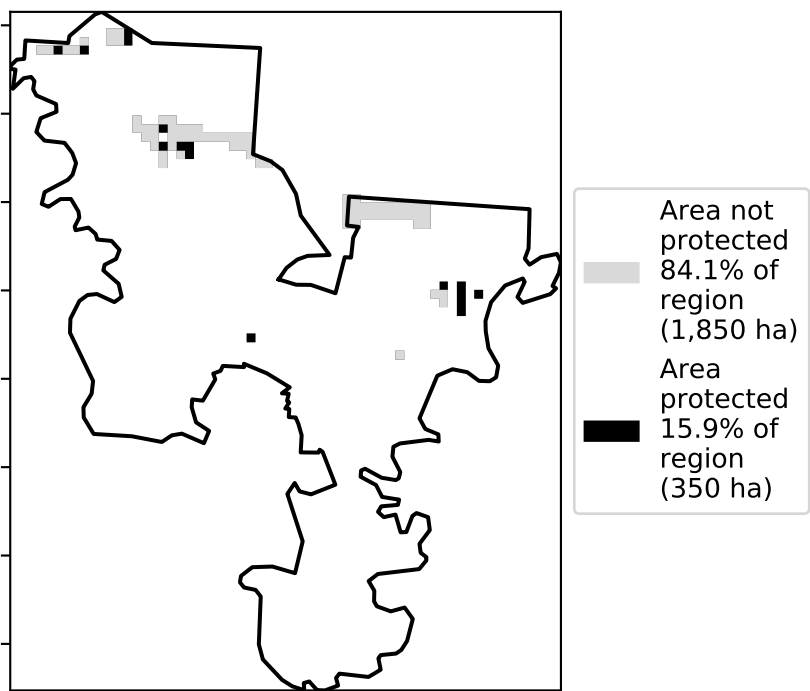 Area not
protected
84.1% of
region
(1,850 ha)
Area
protected
15.9% of
region
(350 ha)